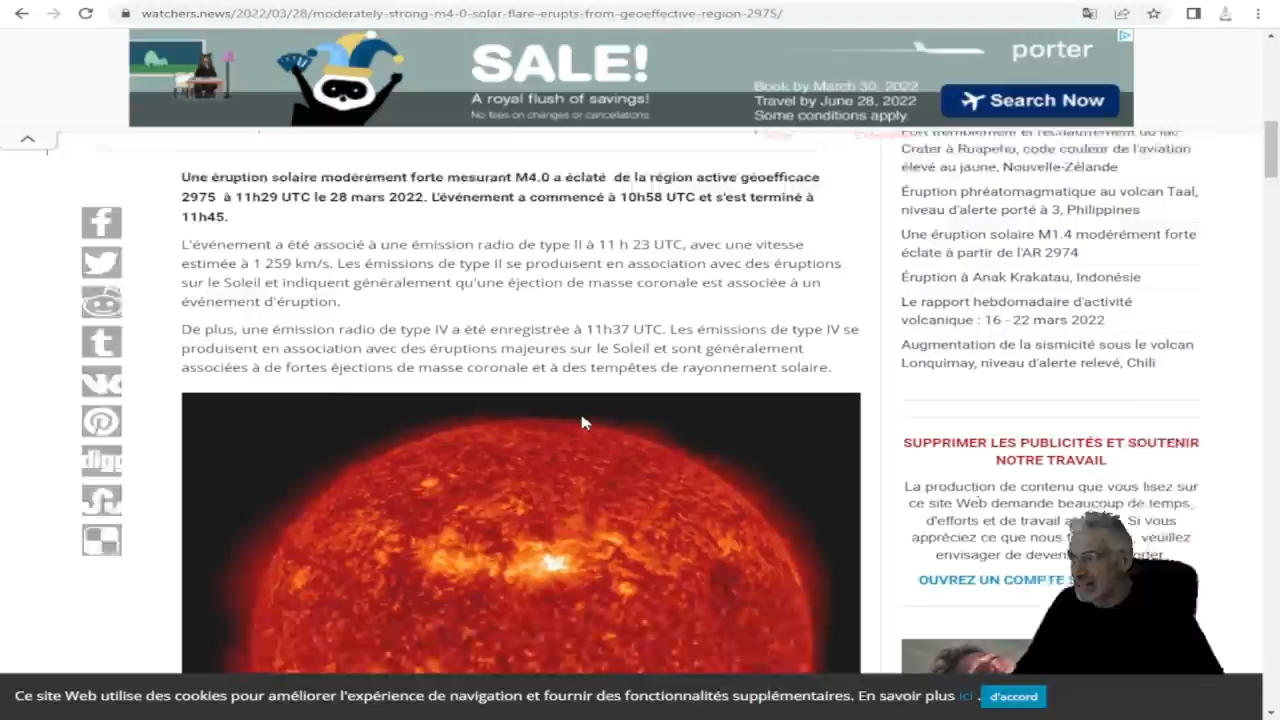 watchers.news/2022/03/28/moderately-strong-m4-0-solar-flare-erupts-from-geoeffective-region-2975/
SALE!
A royal flush of savings!
No fees on changes or cancellations.
Book by March 30, 2022
Travel by June 28, 2022
Some conditions apply.
porter
Search Now
Une éruption solaire modérément forte mesurant M4.0 a éclaté de la région active géoefficace
2975 à 11h29 UTC le 28 mars 2022. L'événement a commencé à 10h58 UTC et s'est terminé à
11h45.
L'événement a été associé à une émission radio de type II à 11 h 23 UTC, avec une vitesse
estimée à 1 259 km/s. Les émissions de type II se produisent en association avec des éruptions
sur le Soleil et indiquent généralement qu'une éjection de masse coronale est associée à un
événement d'éruption.
De plus, une émission radio de type IV a été enregistrée à 11h37 UTC. Les émissions de type IV se
produisent en association avec des éruptions majeures sur le Soleil et sont généralement
associées à de fortes éjections de masse coronale et à des tempêtes de rayonnement solaire.
Crater à Ruapehu, code couleur de l'aviation
élevé au jaune, Nouvelle-Zélande
Éruption phréatomagmatique au volcan Taal,
niveau d'alerte porté à 3, Philippines
Une éruption solaire M1.4 modérément forte
éclate à partir de l'AR 2974
Éruption à Anak Krakatau, Indonésie
Le rapport hebdomadaire d'activité
volcanique : 16 - 22 mars 2022
Augmentation de la sismicité sous le volcan
Lonquimay, niveau d'alerte relevé, Chili
SUPPRIMER LES PUBLICITÉS ET SOUTENIR
NOTRE TRAVAIL
La production de contenu que vous lisez sur
ce site Web demande beaucoup de temps,
d'efforts et de travail Si vous
appréciez ce que nous veuillez
envisager de
OUVREZ UN COMPTE
digg
Ce site Web utilise des cookies pour améliorer l'expérience de navigation et fournir des fonctionnalités supplémentaires. En savoir plus ici .
d'accord